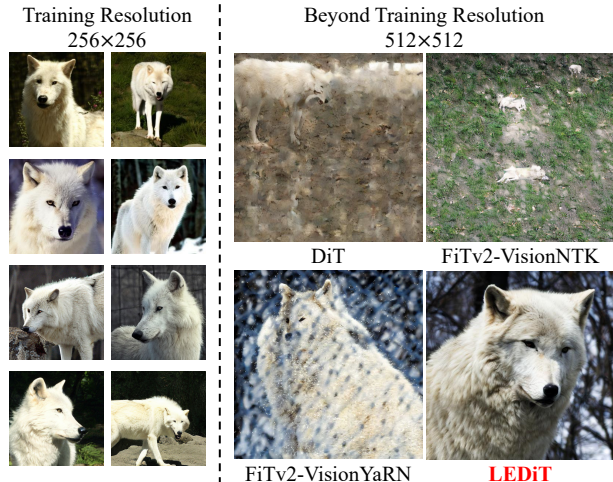 Training Resolution
256×256
Beyond Training Resolution
512×512
DiT
FiTv2-VisionNTK
FiTv2-VisionYaRN
LEDiT